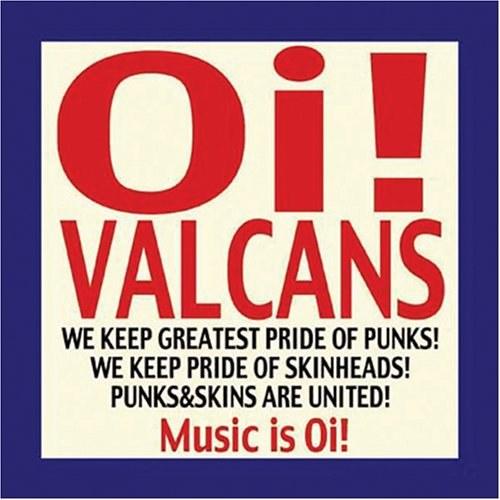 Oi!
VALCANS
WE KEEP GREATEST PRIDE OF PUNKS!
WE KEEP PRIDE OF SKINHEADS!
PUNKS&SKINS ARE UNITED!
Music is Oi!